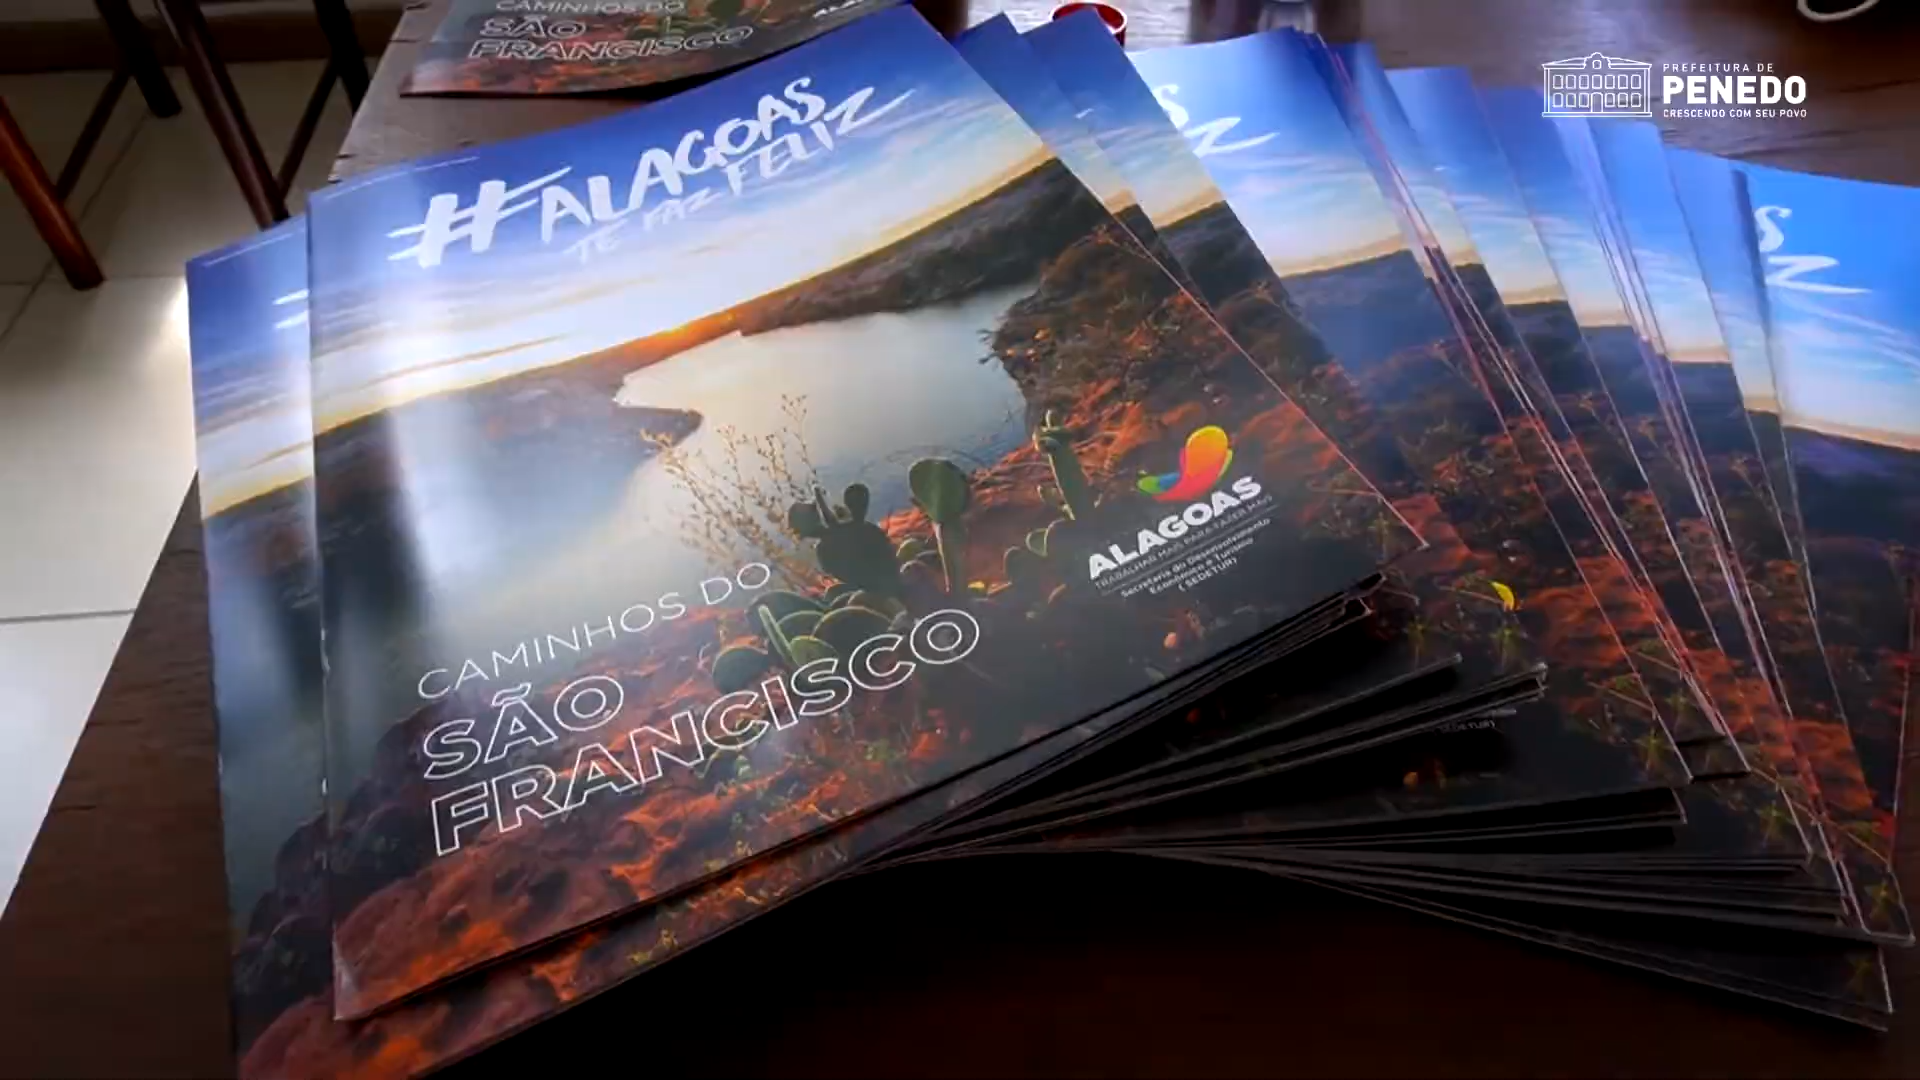 CAMINHOS DO
SÃO
FRANCISCO
PREFEITURA DE
PENEDO
CRESCENDO COM SEU POVO
#ALAGOAS
TE FAZ FELIZ
CAMINHOS DO
SÃO
FRANCISCO
ALAGOAS
TRABALHAR MAIS PARA FAZER MAIS
Secretaria do Desenvolvimento
Econômico e Turismo
(SEDETUR)